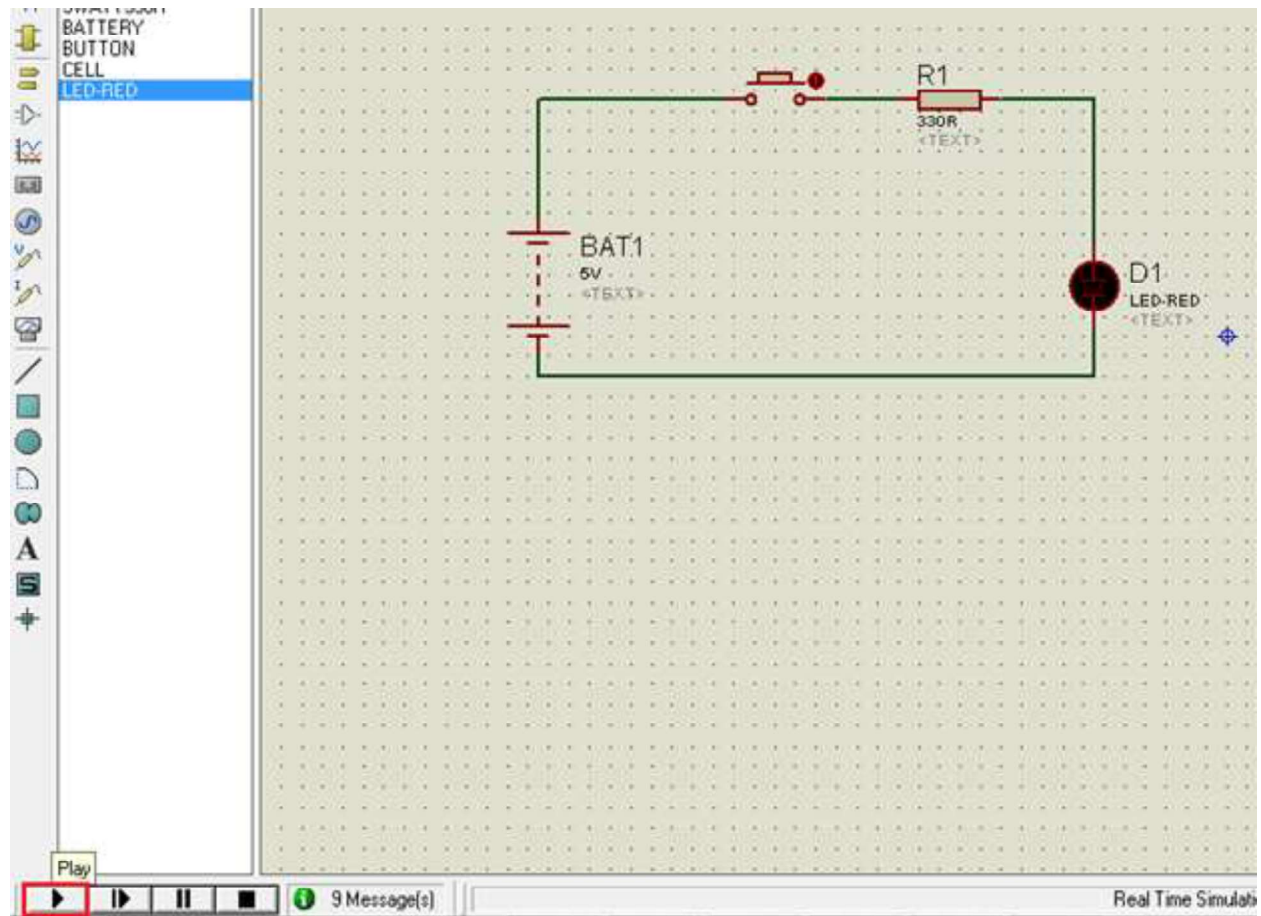 BATTERY
BUTTON
CELL
LED-RED
R1
330R
<TEXT>
BAT1
5V
<TEXT>
D1
LED-RED
<TEXT>
A
S
Play
9 Message(s)
Real Time Simulati